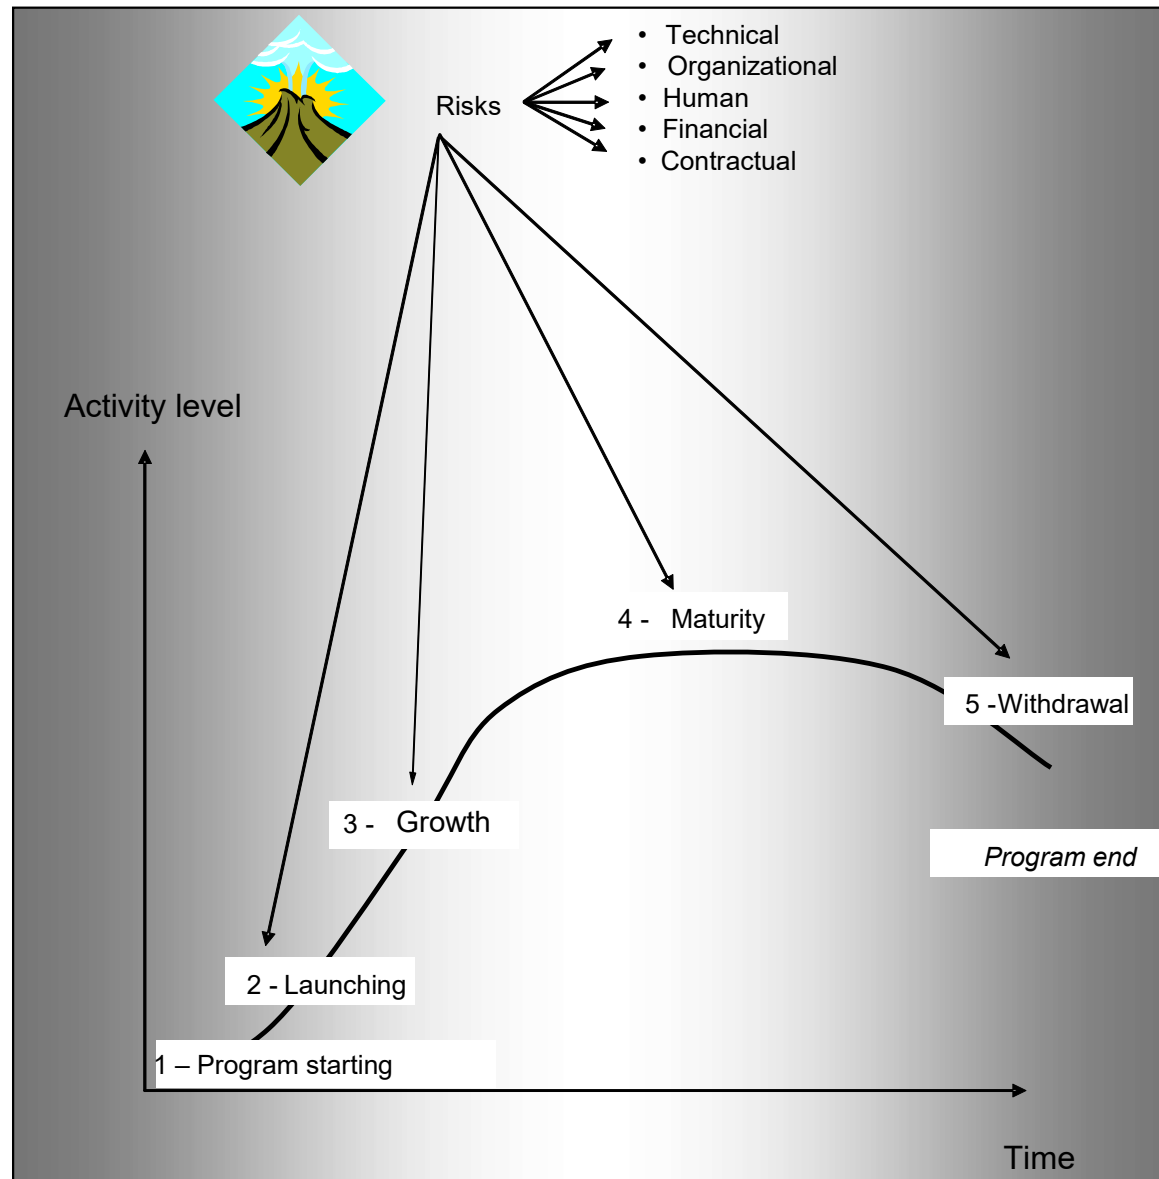 • Technical
• Organizational
Risks
• Human
• Financial
• Contractual
Activity level
4 - Maturity
5 -Withdrawal
3 - Growth
Program end
2 - Launching
1 – Program starting
Time